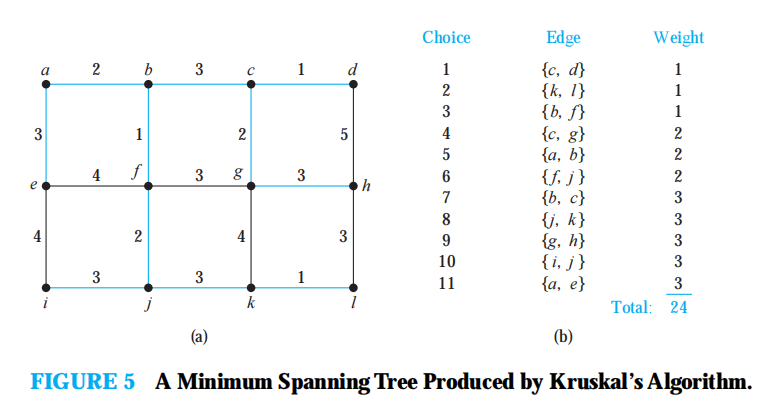 Choice Edge Weight
a 2 b 3 c 1 d
1 {c, d} 1
2 {k, l} 1
3 {b, f} 1
3 1 2 5
4 {c, g} 2
5 {a, b} 2
e 4 f 3 g 3 h
6 {f, j} 2
7 {b, c} 3
8 {j, k} 3
4 2 4 3
9 {g, h} 3
10 {i, j} 3
3 3 1
11 {a, e} 3
i j k l
Total: 24
(a) (b)
FIGURE 5 A Minimum Spanning Tree Produced by Kruskal’s Algorithm.